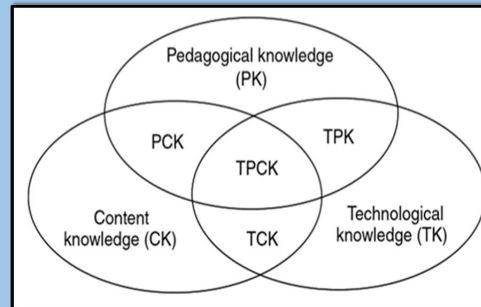 Pedagogical knowledge
(PK)
PCK
TPK
TPCK
Content
knowledge (CK)
Technological
knowledge (TK)
TCK